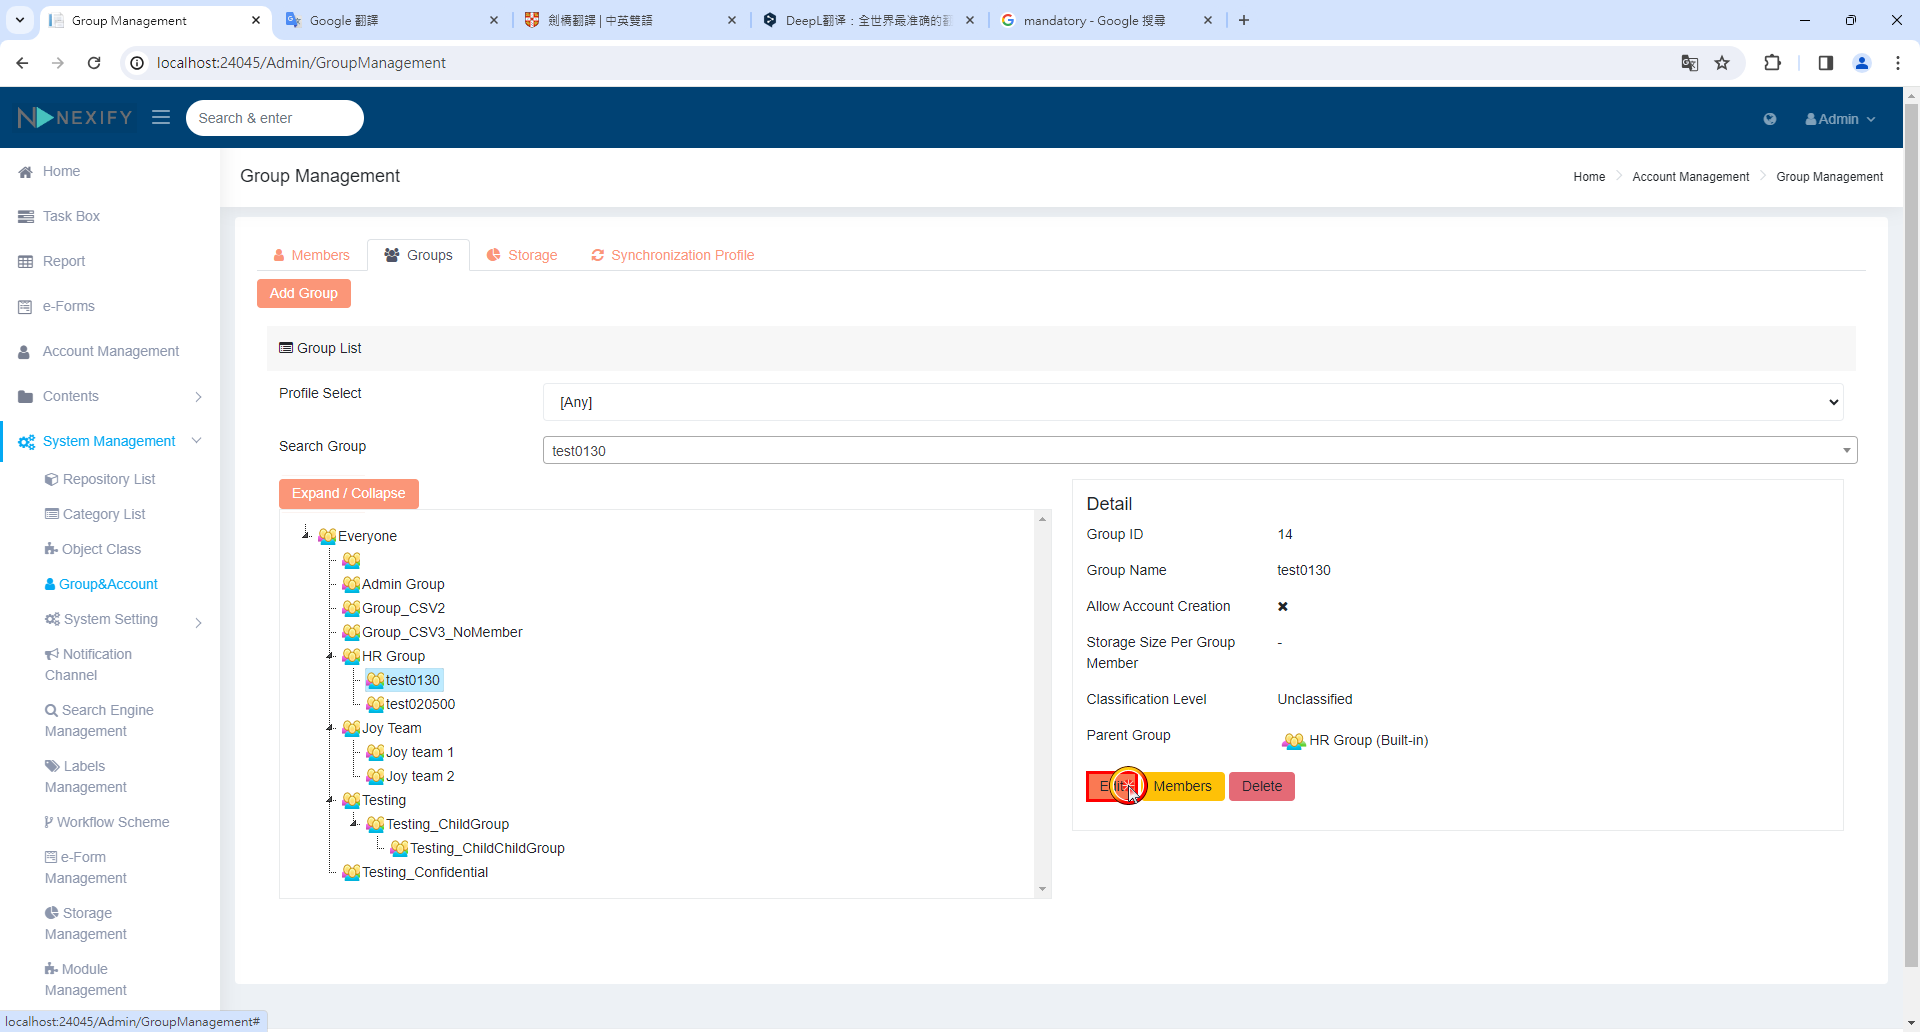 Group Management
Google 翻譯
劍橋翻譯 | 中英雙語
DeepL翻译：全世界最准确的翻
mandatory - Google 搜尋
localhost:24045/Admin/GroupManagement
NEXIFY
Search & enter
Admin
Home
Task Box
Report
e-Forms
Account Management
Contents
System Management
Repository List
Category List
Object Class
Group&Account
System Setting
Notification
Channel
Search Engine
Management
Labels
Management
Workflow Scheme
e-Form
Management
Storage
Management
Module
Management
Group Management
Home
Account Management
Group Management
Members
Groups
Storage
Synchronization Profile
Add Group
Group List
Profile Select
[Any]
Search Group
test0130
Expand / Collapse
Everyone
Admin Group
Group_CSV2
Group_CSV3_NoMember
HR Group
test0130
test020500
Joy Team
Joy team 1
Joy team 2
Testing
Testing_ChildGroup
Testing_ChildChildGroup
Testing_Confidential
Detail
Group ID 14
Group Name test0130
Allow Account Creation
Storage Size Per Group -
Member
Classification Level Unclassified
Parent Group HR Group (Built-in)
Edit Members Delete
localhost:24045/Admin/GroupManagement#